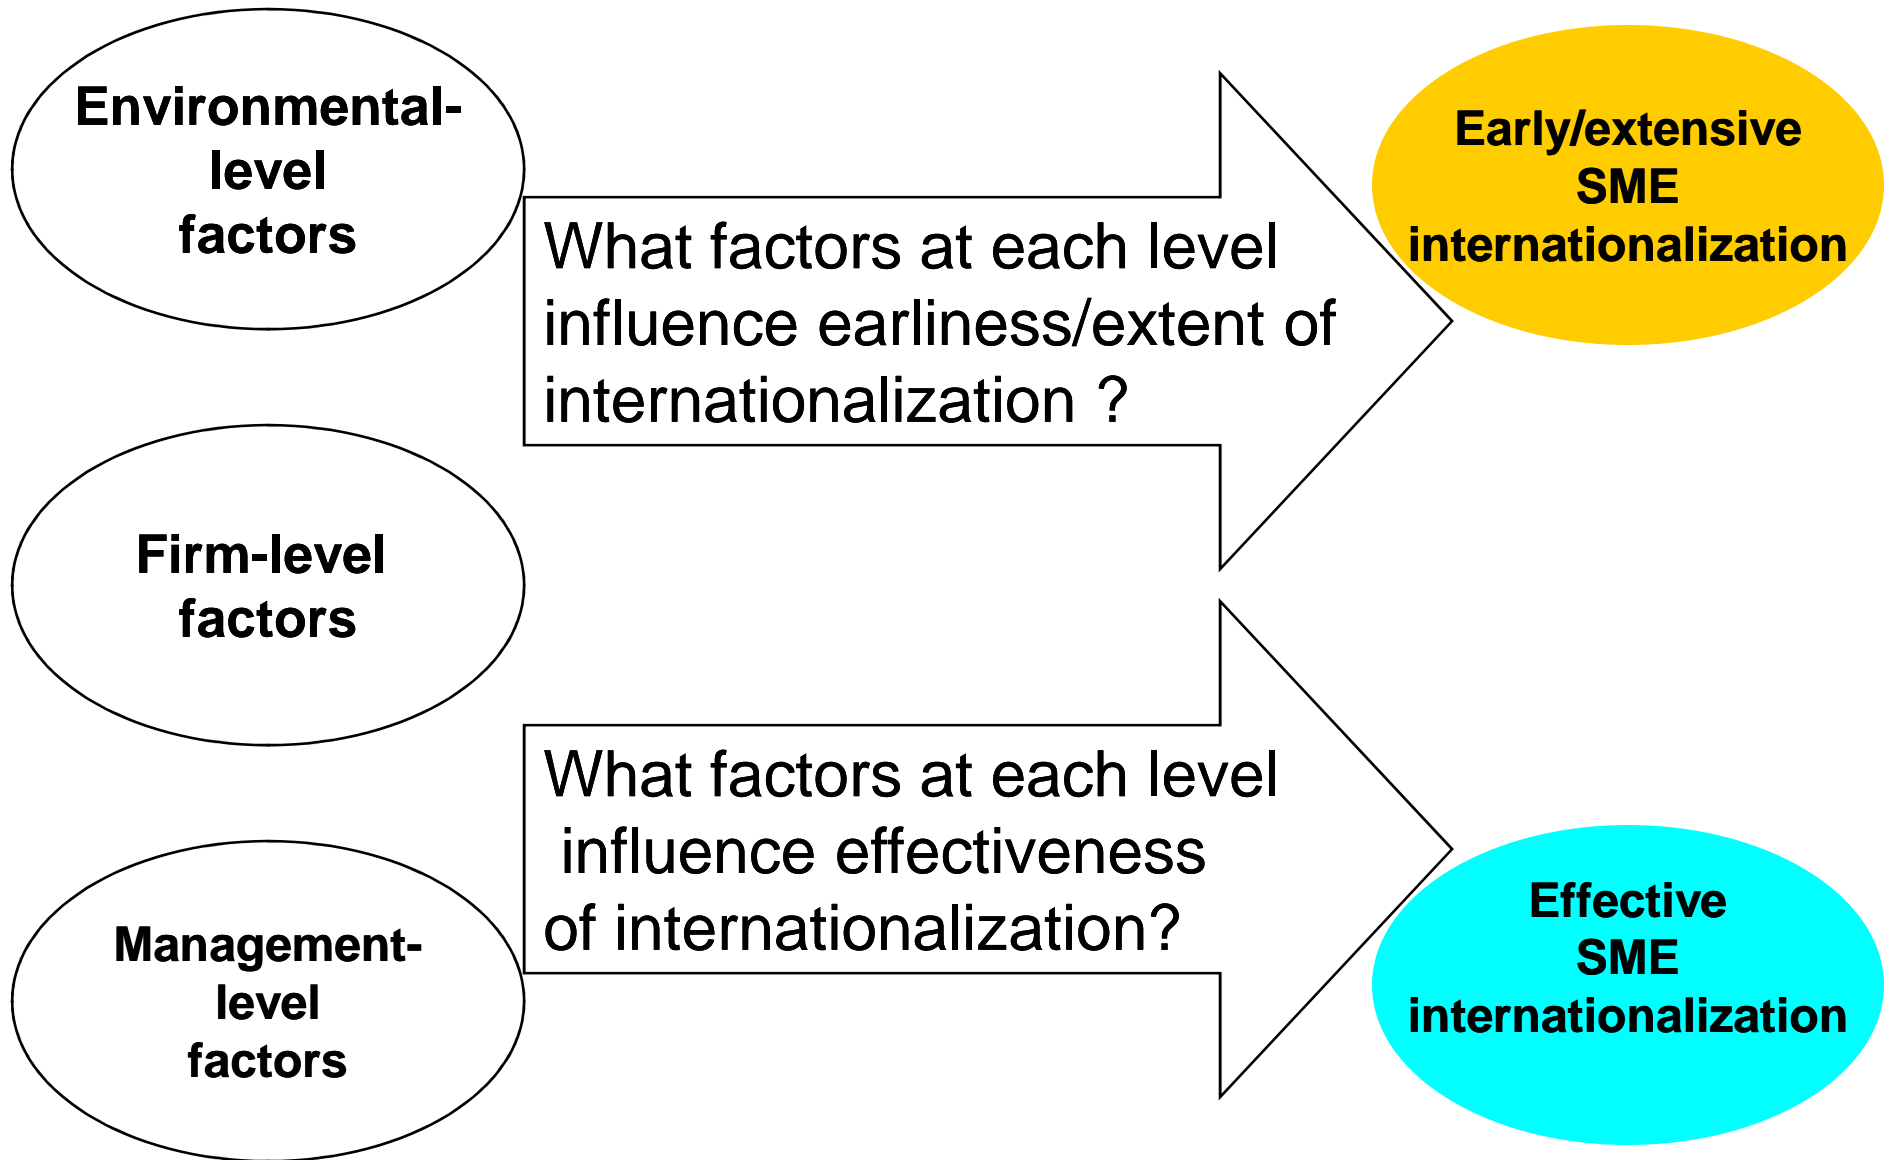 Environmental-
level
factors
What factors at each level
influence earliness/extent of
internationalization ?
Early/extensive
SME
internationalization
Firm-level
factors
Management-
level
factors
What factors at each level
influence effectiveness
of internationalization?
Effective
SME
internationalization